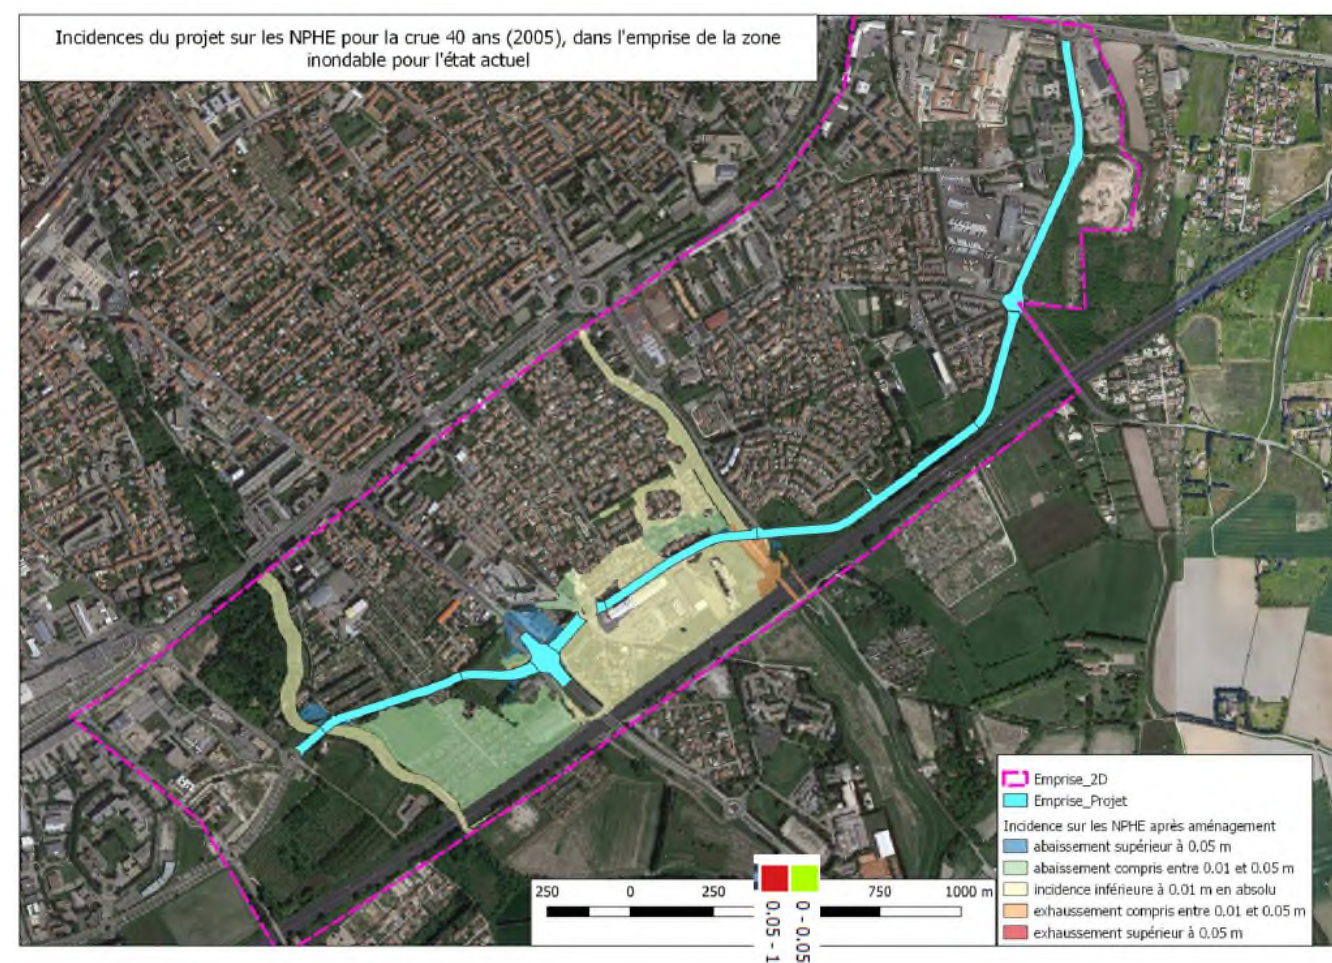 Incidences du projet sur les NPHE pour la crue 40 ans (2005), dans l'emprise de la zone
inondable pour l'état actuel
Emprise_2D
Emprise_Projet
Incidence sur les NPHE après aménagement
abaissement supérieur à 0,05 m
abaissement compris entre 0.01 et 0.05 m
incidence inférieure à 0.01 m en absolu
exhaussement compris entre 0.01 et 0.05 m
exhaussement supérieur à 0.05 m
250 0 250 750 1000 m
0,05 - 1
0 - 0,05